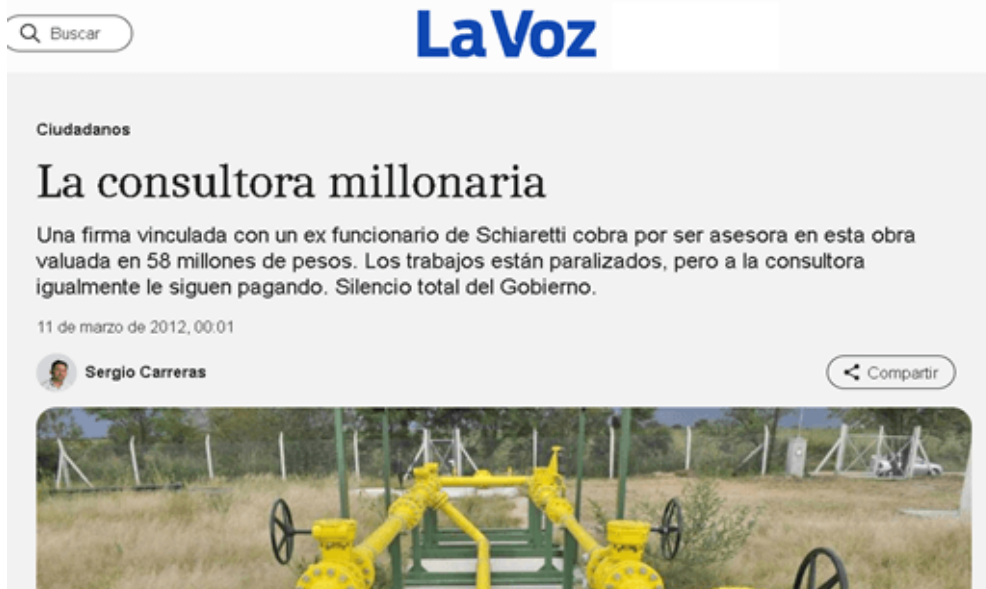 Buscar
La Voz
Ciudadanos
La consultora millonaria
Una firma vinculada con un ex funcionario de Schiaretti cobra por ser asesora en esta obra
valuada en 58 millones de pesos. Los trabajos están paralizados, pero a la consultora
igualmente le siguen pagando. Silencio total del Gobierno.
11 de marzo de 2012, 00:01
Sergio Carreras
Compartir